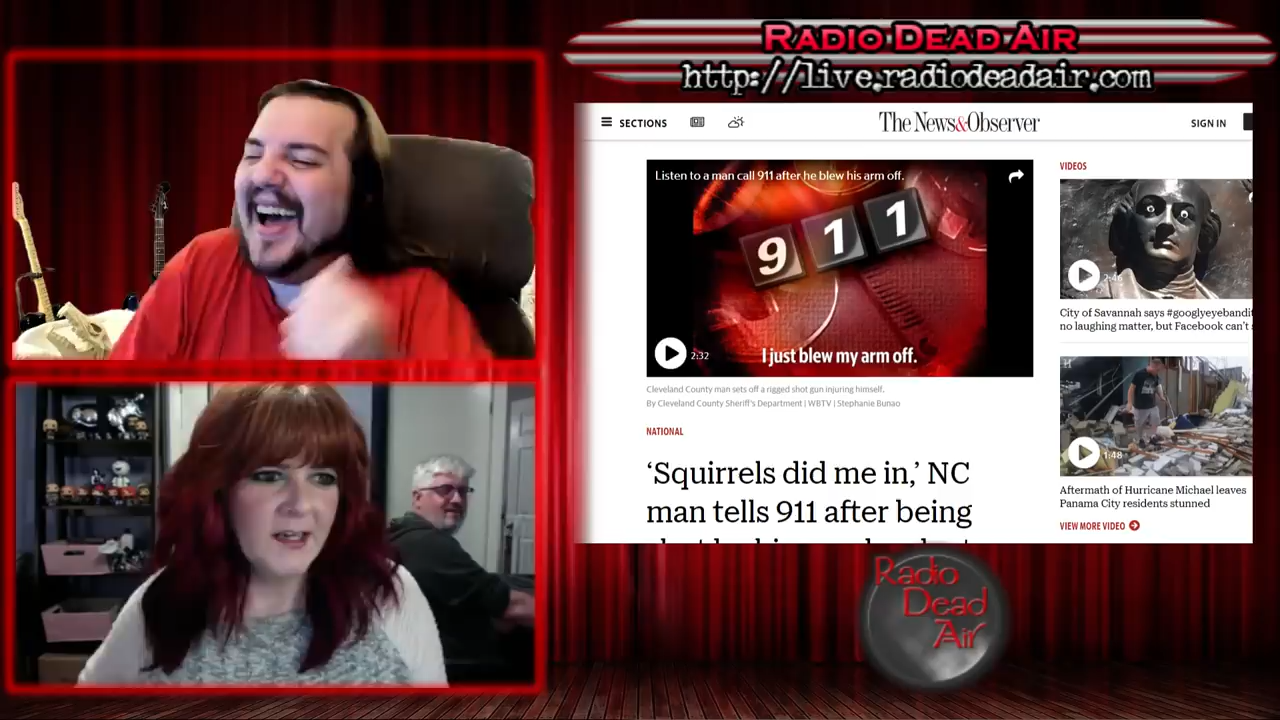 RADIO DEAD AIR
http://live.radiodeadair.com
SECTIONS
The News&Observer
SIGN IN
Listen to a man call 911 after he blew his arm off.
911
I just blew my arm off.
2:32
Cleveland County man sets off a rigged shot gun injuring himself.
By Cleveland County Sheriff's Department | WBTV | Stephanie Bunao
NATIONAL
‘Squirrels did me in,’ NC
man tells 911 after being
VIDEOS
2:46
City of Savannah says #googlyeyebandit
no laughing matter, but Facebook can't
H
1:48
Aftermath of Hurricane Michael leaves
Panama City residents stunned
VIEW MORE VIDEO
Radio
Dead
Air